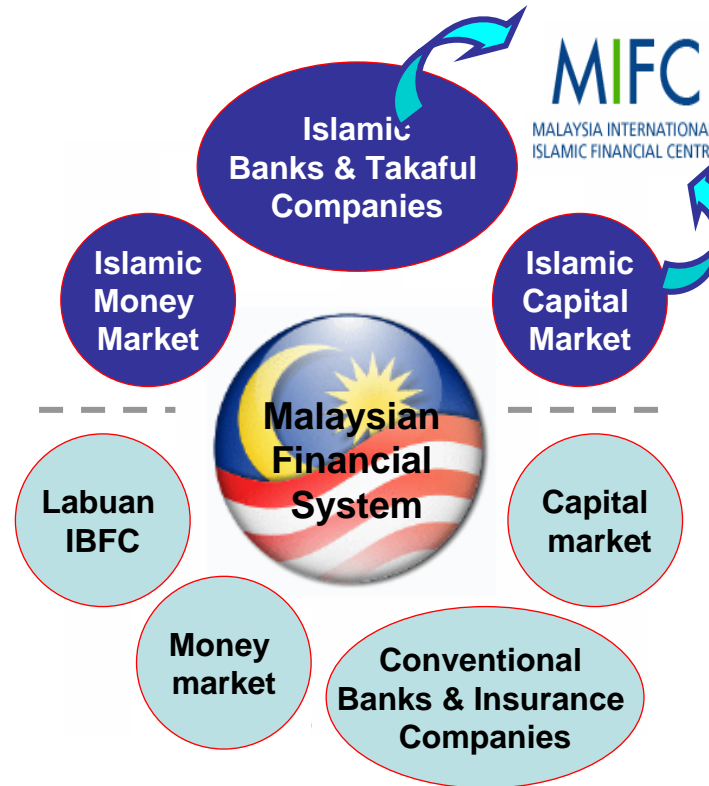 MIFC
MALAYSIA INTERNATIONA
ISLAMIC FINANCIAL CENTR
Islamic
Banks & Takaful
Companies
Islamic
Money
Market
Islamic
Capital
Market
Malaysian
Financial
System
Labuan
IBFC
Capital
market
Money
market
Conventional
Banks & Insurance
Companies